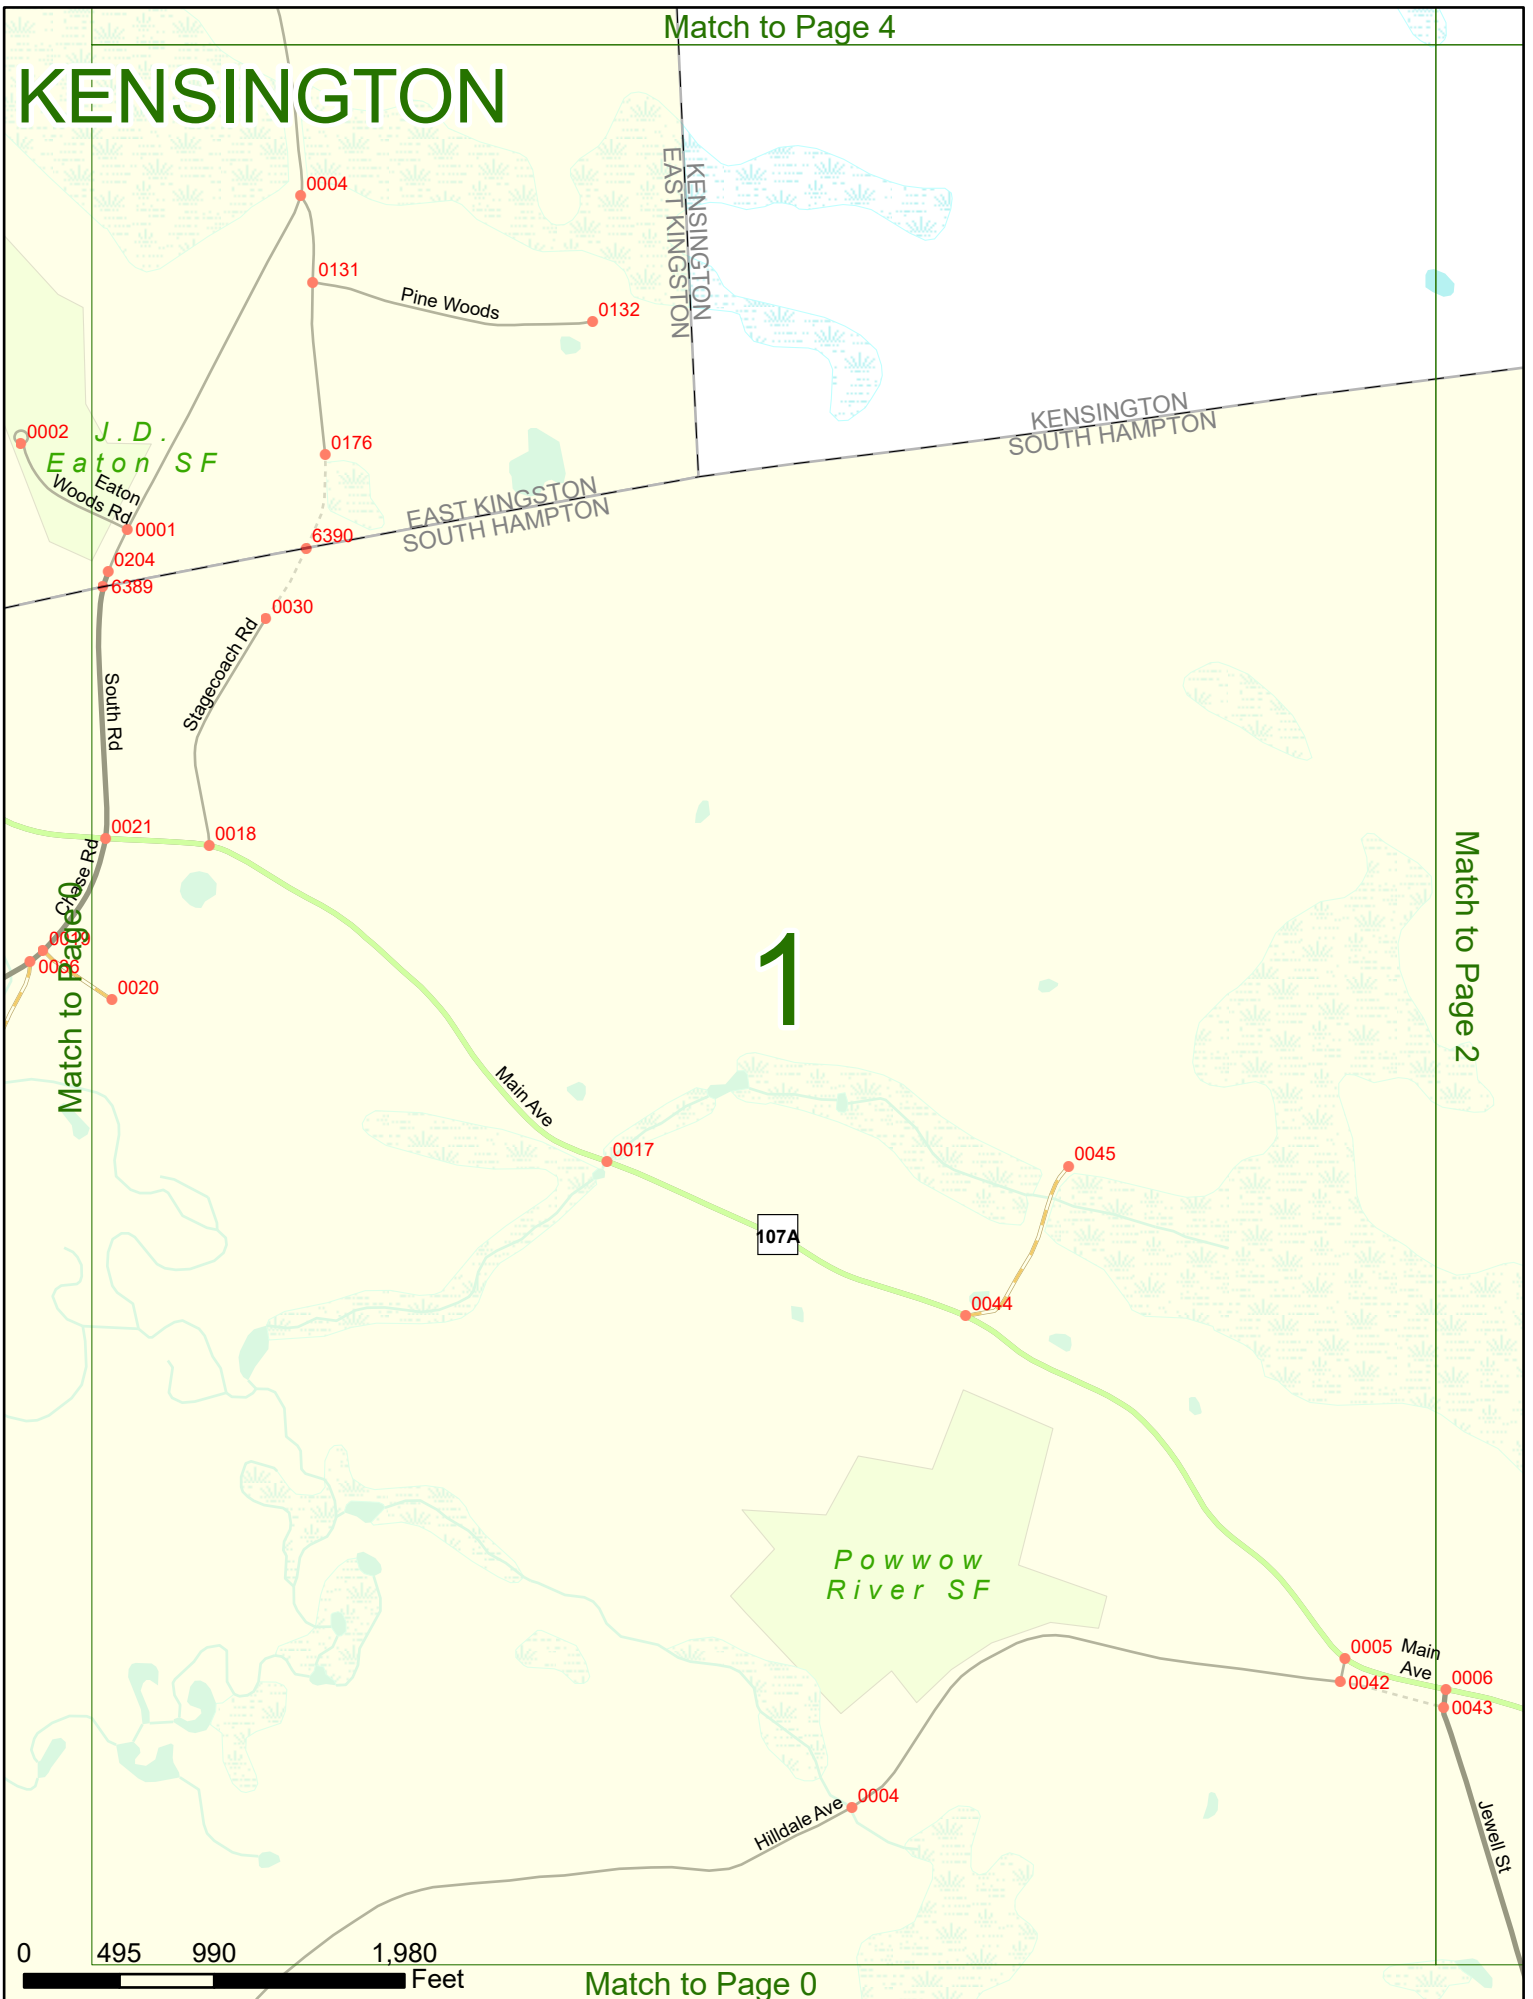 Match to Page 4
KENSINGTON
0004
EAST KINGSTON
KENSINGTON
0131
Pine Woods
0132
0002
J.D.
Eaton SF
Eaton
Woods Rd
0176
KENSINGTON
SOUTH HAMPTON
EAST KINGSTON
SOUTH HAMPTON
0001
6390
0204
6389
0030
Stagecoach Rd
South Rd
0021
0018
Chase Rd
Match to Page 0
0019
0036
0020
1
Match to Page 2
Main Ave
0017
0045
107A
0044
Powwow
River SF
0005
Main
Ave
0042
0006
0043
0004
Hilldale Ave
Jewell St
0 495 990 1,980
Feet
Match to Page 0